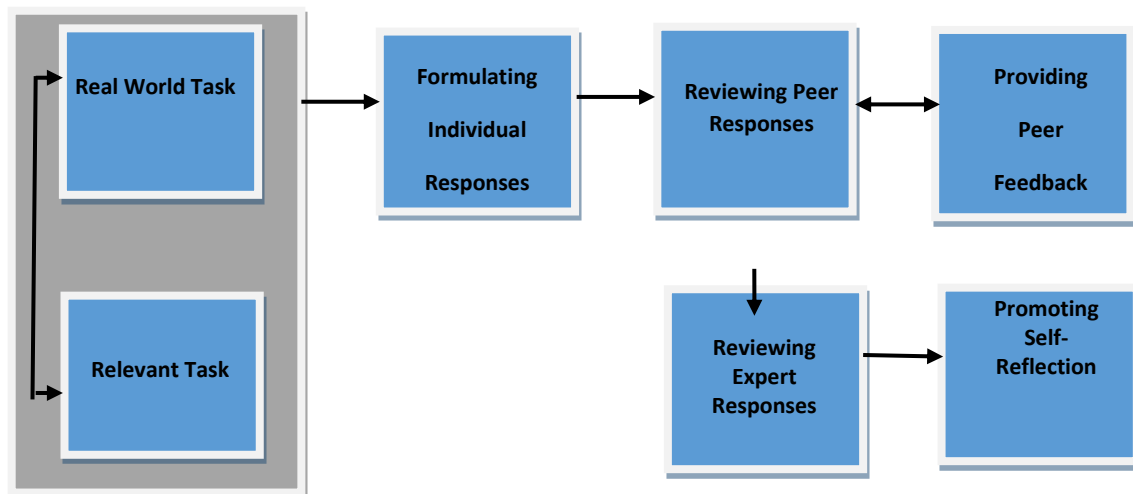 Real World Task
Formulating
Individual
Responses
Reviewing Peer
Responses
Providing
Peer
Feedback
Relevant Task
Reviewing
Expert
Responses
Promoting
Self-
Reflection